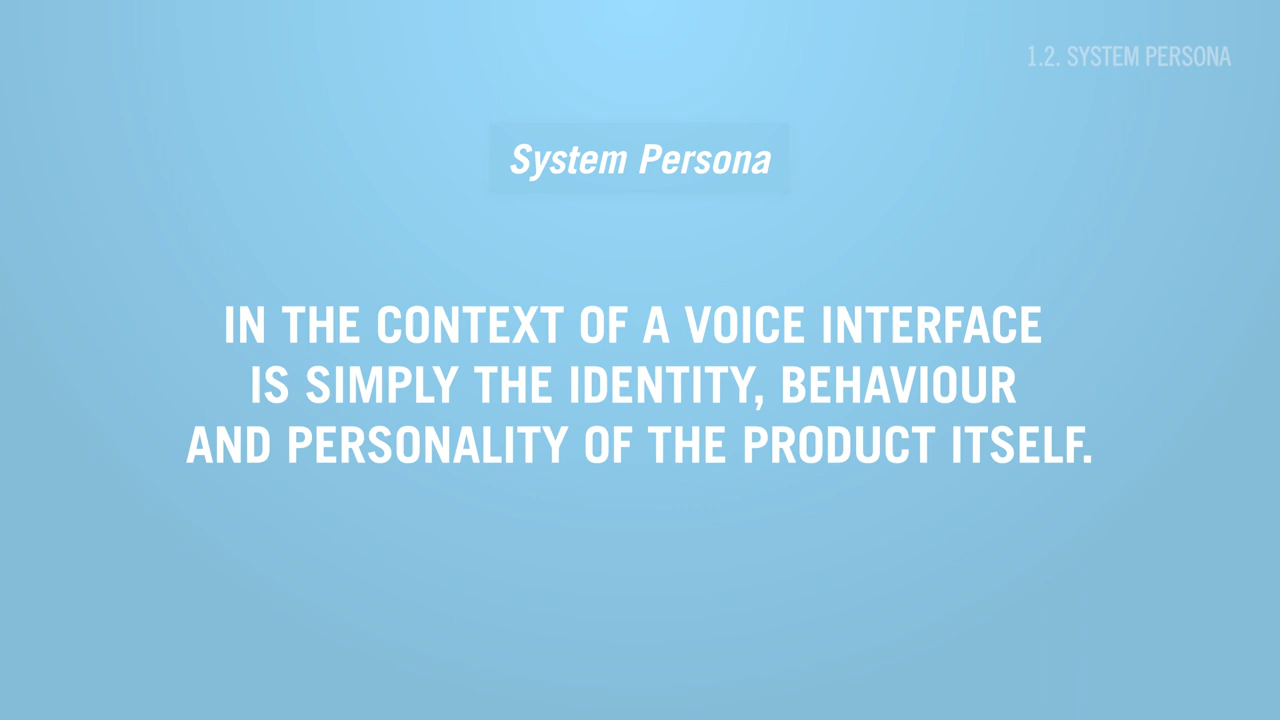 1.2. SYSTEM PERSONA
System Persona
IN THE CONTEXT OF A VOICE INTERFACE
IS SIMPLY THE IDENTITY, BEHAVIOUR
AND PERSONALITY OF THE PRODUCT ITSELF.